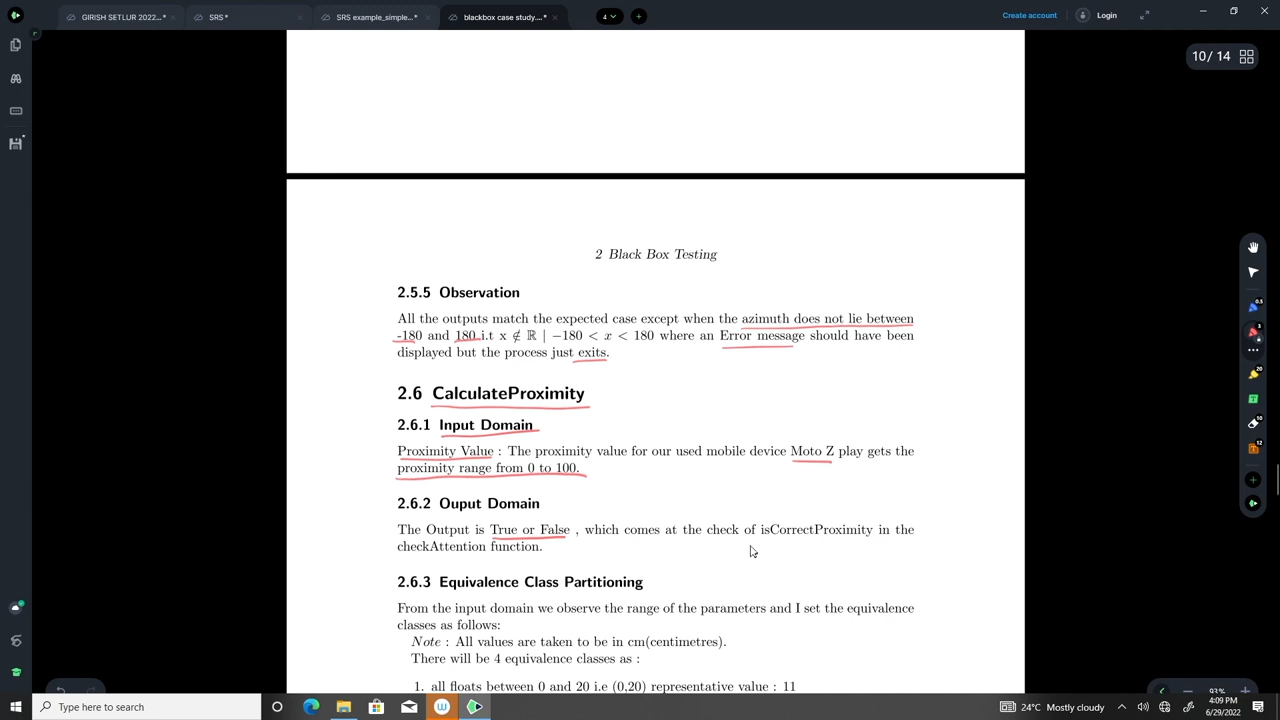 GIRISH SETLUR 2022...* SRS* SRS example_simple...* blackbox case study....* 4 Create account Login
10/14
2 Black Box Testing
2.5.5 Observation
All the outputs match the expected case except when the azimuth does not lie between
-180 and 180 i.t x ∉ ℝ | −180 < x < 180 where an Error message should have been
displayed but the process just exits.
2.6 CalculateProximity
2.6.1 Input Domain
Proximity Value : The proximity value for our used mobile device Moto Z play gets the
proximity range from 0 to 100.
2.6.2 Ouput Domain
The Output is True or False , which comes at the check of isCorrectProximity in the
checkAttention function.
2.6.3 Equivalence Class Partitioning
From the input domain we observe the range of the parameters and I set the equivalence
classes as follows:
Note : All values are taken to be in cm(centimetres).
There will be 4 equivalence classes as :
1. all floats between 0 and 20 i.e (0,20) representative value : 11
93%
Type here to search
24°C Mostly cloudy
4:09 PM
6/29/2022